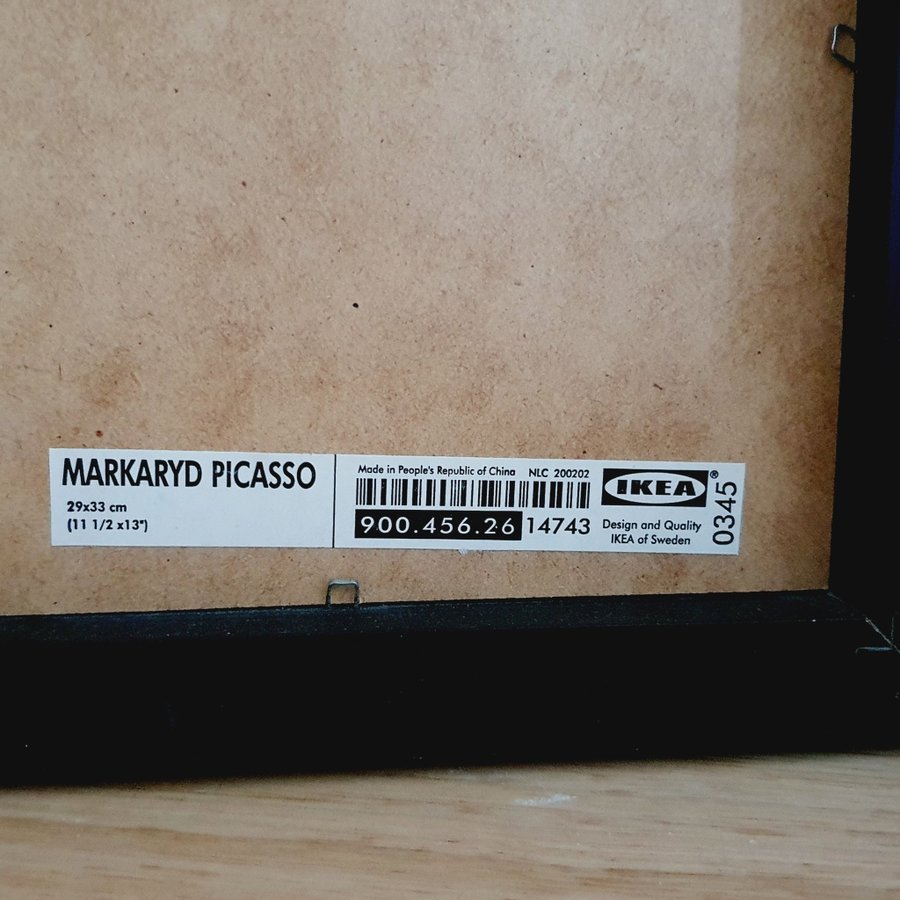 MARKARYD PICASSO
29x33 cm
(11 1/2 x13")
Made in People's Republic of China NLC 200202
900.456.26 14743
IKEA®
Design and Quality
IKEA of Sweden
0345